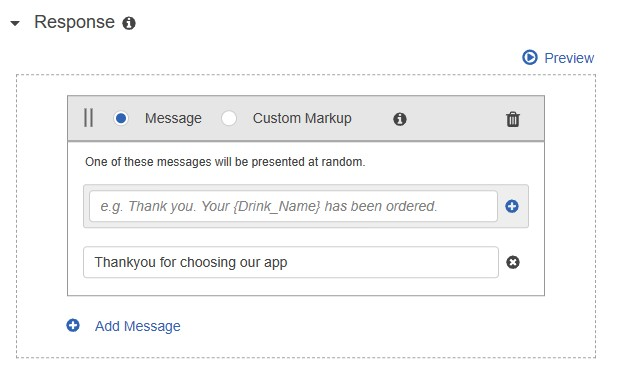 Response
Preview
Message Custom Markup
One of these messages will be presented at random.
e.g. Thank you. Your {Drink_Name} has been ordered.
Thankyou for choosing our app
Add Message